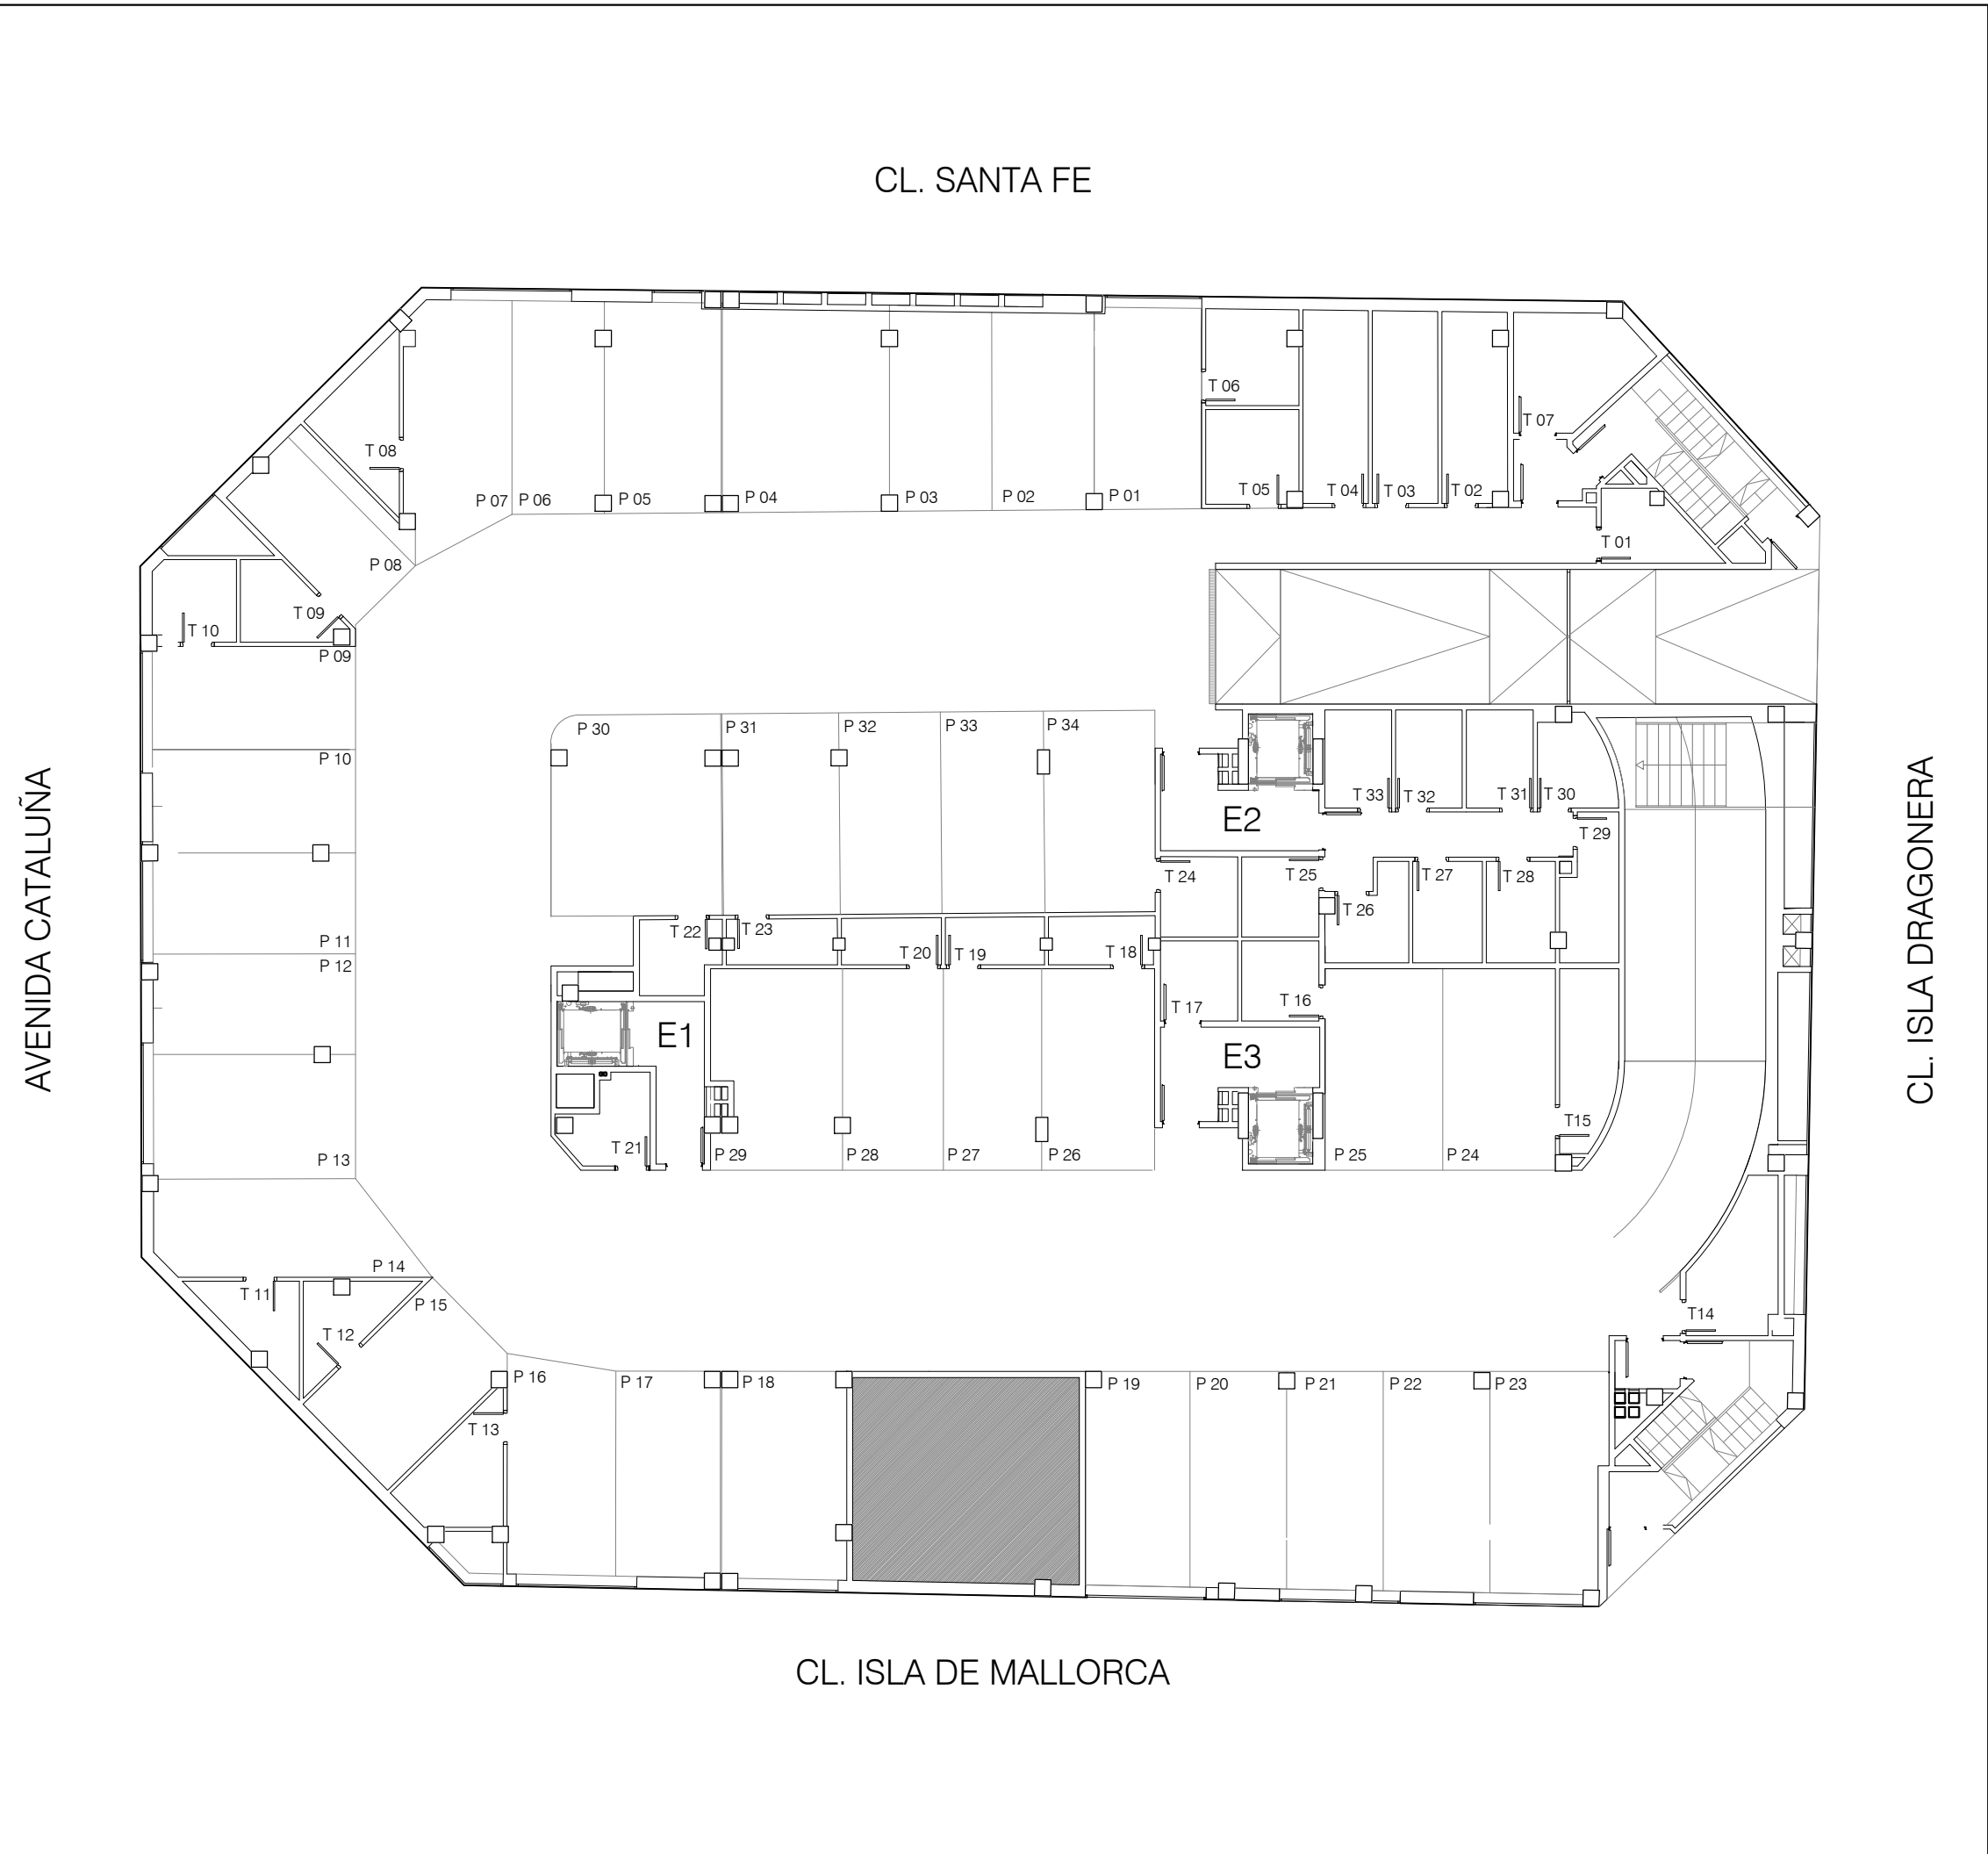 CL. SANTA FE
T 06
T 08
T 07
P 07
P 06
P 05
P 04
P 03
P 02
P 01
T 05
T 04
T 03
T 02
T 01
P 08
T 09
T 10
P 09
P 30
P 31
P 32
P 33
P 34
P 10
T 33
T 32
T 31
T 30
E2
T 29
AVENIDA CATALUÑA
CL. ISLA DRAGONERA
T 24
T 25
T 27
T 28
T 26
P 11
T 22
T 23
T 20
T 19
T 18
P 12
T 16
T 17
E1
E3
T15
T 21
P 13
P 29
P 28
P 27
P 26
P 25
P 24
P 14
T 11
P 15
T14
T 12
P 16
P 17
P 18
P 19
P 20
P 21
P 22
P 23
T 13
CL. ISLA DE MALLORCA